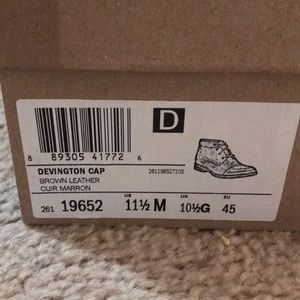 D
8 89305 41772 6
261196527105
DEVINGTON CAP
BROWN LEATHER
CUIR MARRON
US UK EU
261 19652 11½ M 10½G 45